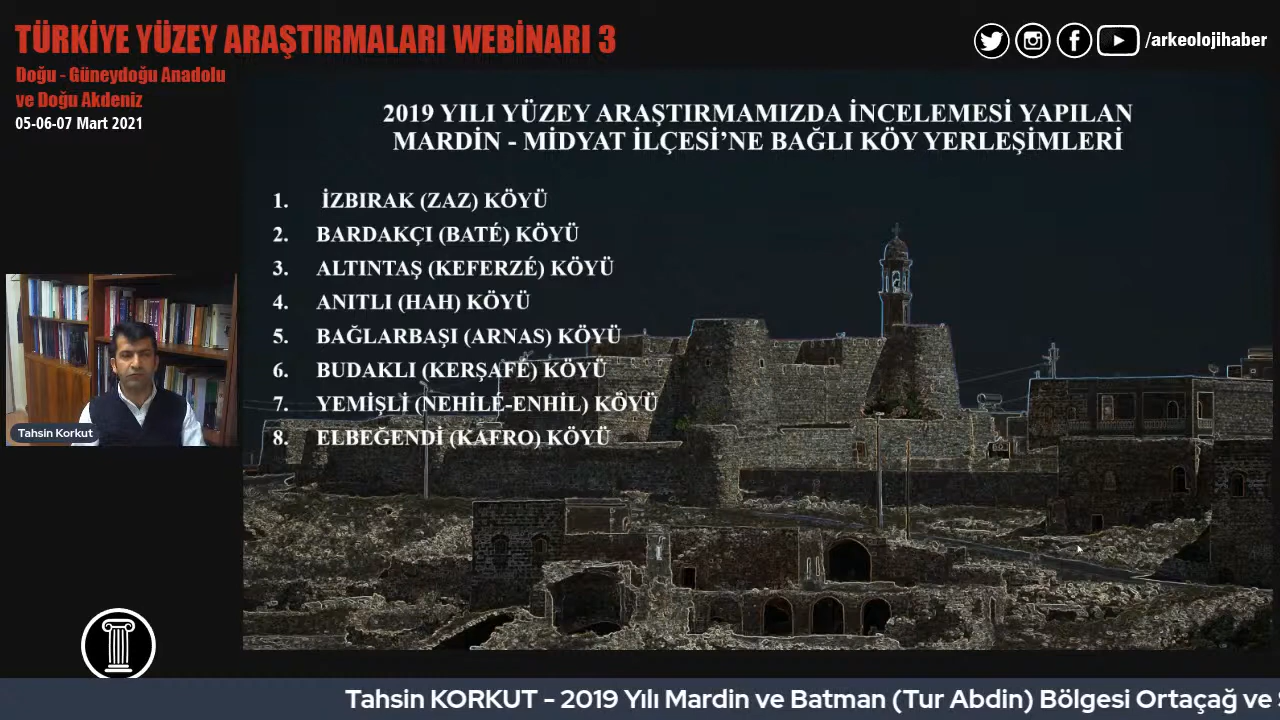 TÜRKİYE YÜZEY ARAŞTIRMALARI WEBİNARI 3
/arkeolojihaber
Doğu - Güneydoğu Anadolu
ve Doğu Akdeniz
05-06-07 Mart 2021
2019 YILI YÜZEY ARAŞTIRMAMIZDA İNCELEMESİ YAPILAN
MARDİN - MİDYAT İLÇESİ’NE BAĞLI KÖY YERLEŞİMLERİ
1. İZBIRAK (ZAZ) KÖYÜ
2. BARDAKÇI (BATÉ) KÖYÜ
3. ALTINTAŞ (KEFERZÉ) KÖYÜ
4. ANITLI (HAH) KÖYÜ
5. BAĞLARBAŞI (ARNAS) KÖYÜ
6. BUDAKLI (KERŞAFÉ) KÖYÜ
7. YEMİŞLİ (NEHİLÉ-ENHİL) KÖYÜ
8. ELBEĞENDİ (KAFRO) KÖYÜ
Tahsin Korkut
Tahsin KORKUT - 2019 Yılı Mardin ve Batman (Tur Abdin) Bölgesi Ortaçağ ve